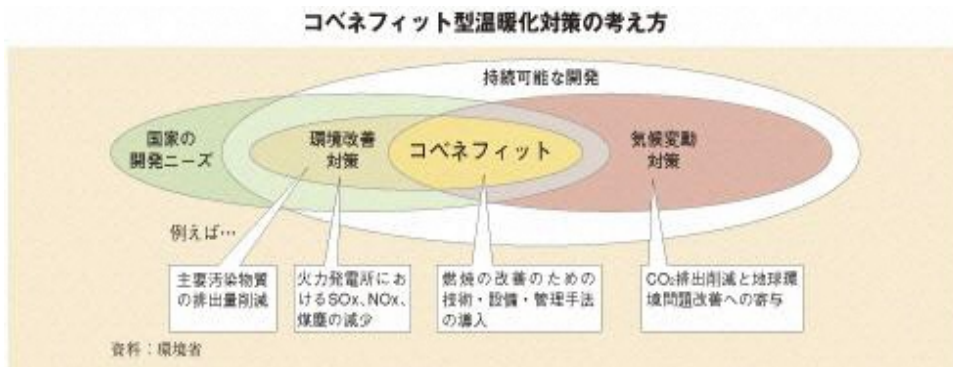 コベネフィット型温暖化対策の考え方
持続可能な開発
国家の
開発ニーズ
環境改善
対策
コベネフィット
気候変動
対策
例えば…
主要汚染物質
の排出量削減
火力発電所にお
けるSOx、NOx、
煤塵の減少
燃焼の改善のための
技術・設備・管理手法
の導入
CO₂排出削減と地球環
境問題改善への寄与
資料：環境省